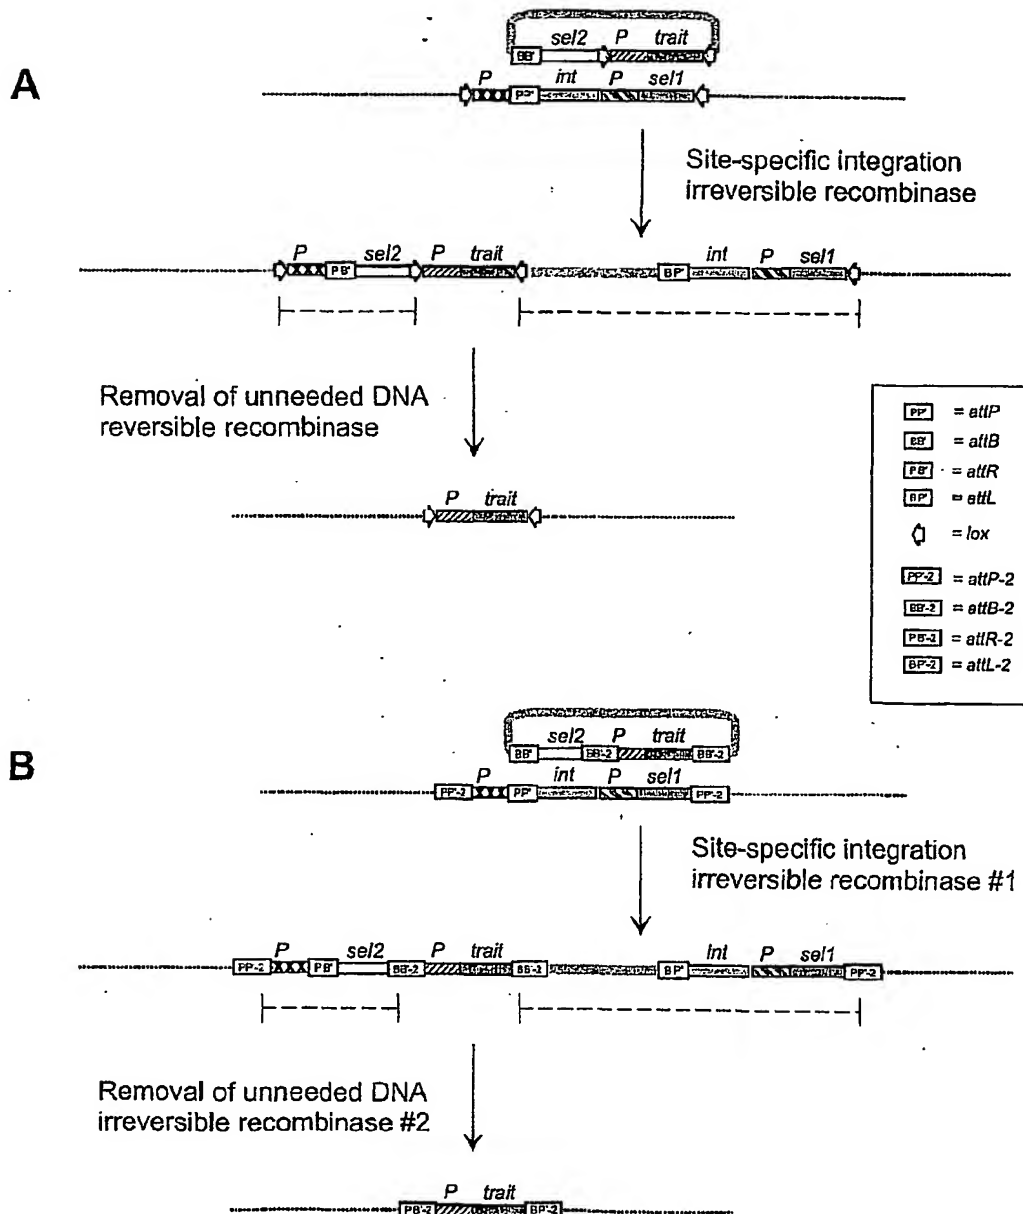 A
sel2 P trait
BB'
P int P sel1
PP'
Site-specific integration
irreversible recombinase
P sel2 P trait int P sel1
PB' BP'
Removal of unneeded DNA
reversible recombinase
P trait
PP' = attP
BB' = attB
PB' = attR
BP' = attL
= lox
PP'-2 = attP-2
BB'-2 = attB-2
PB'-2 = attR-2
BP'-2 = attL-2
B
sel2 P trait
BB' BB'-2 BB'-2
P int P sel1
PP'-2 PP' PP'-2
Site-specific integration
irreversible recombinase #1
P sel2 P trait int P sel1
PP'-2 PB' BB'-2 BB'-2 BP' PP'-2
Removal of unneeded DNA
irreversible recombinase #2
P trait
PB'-2 BP'-2